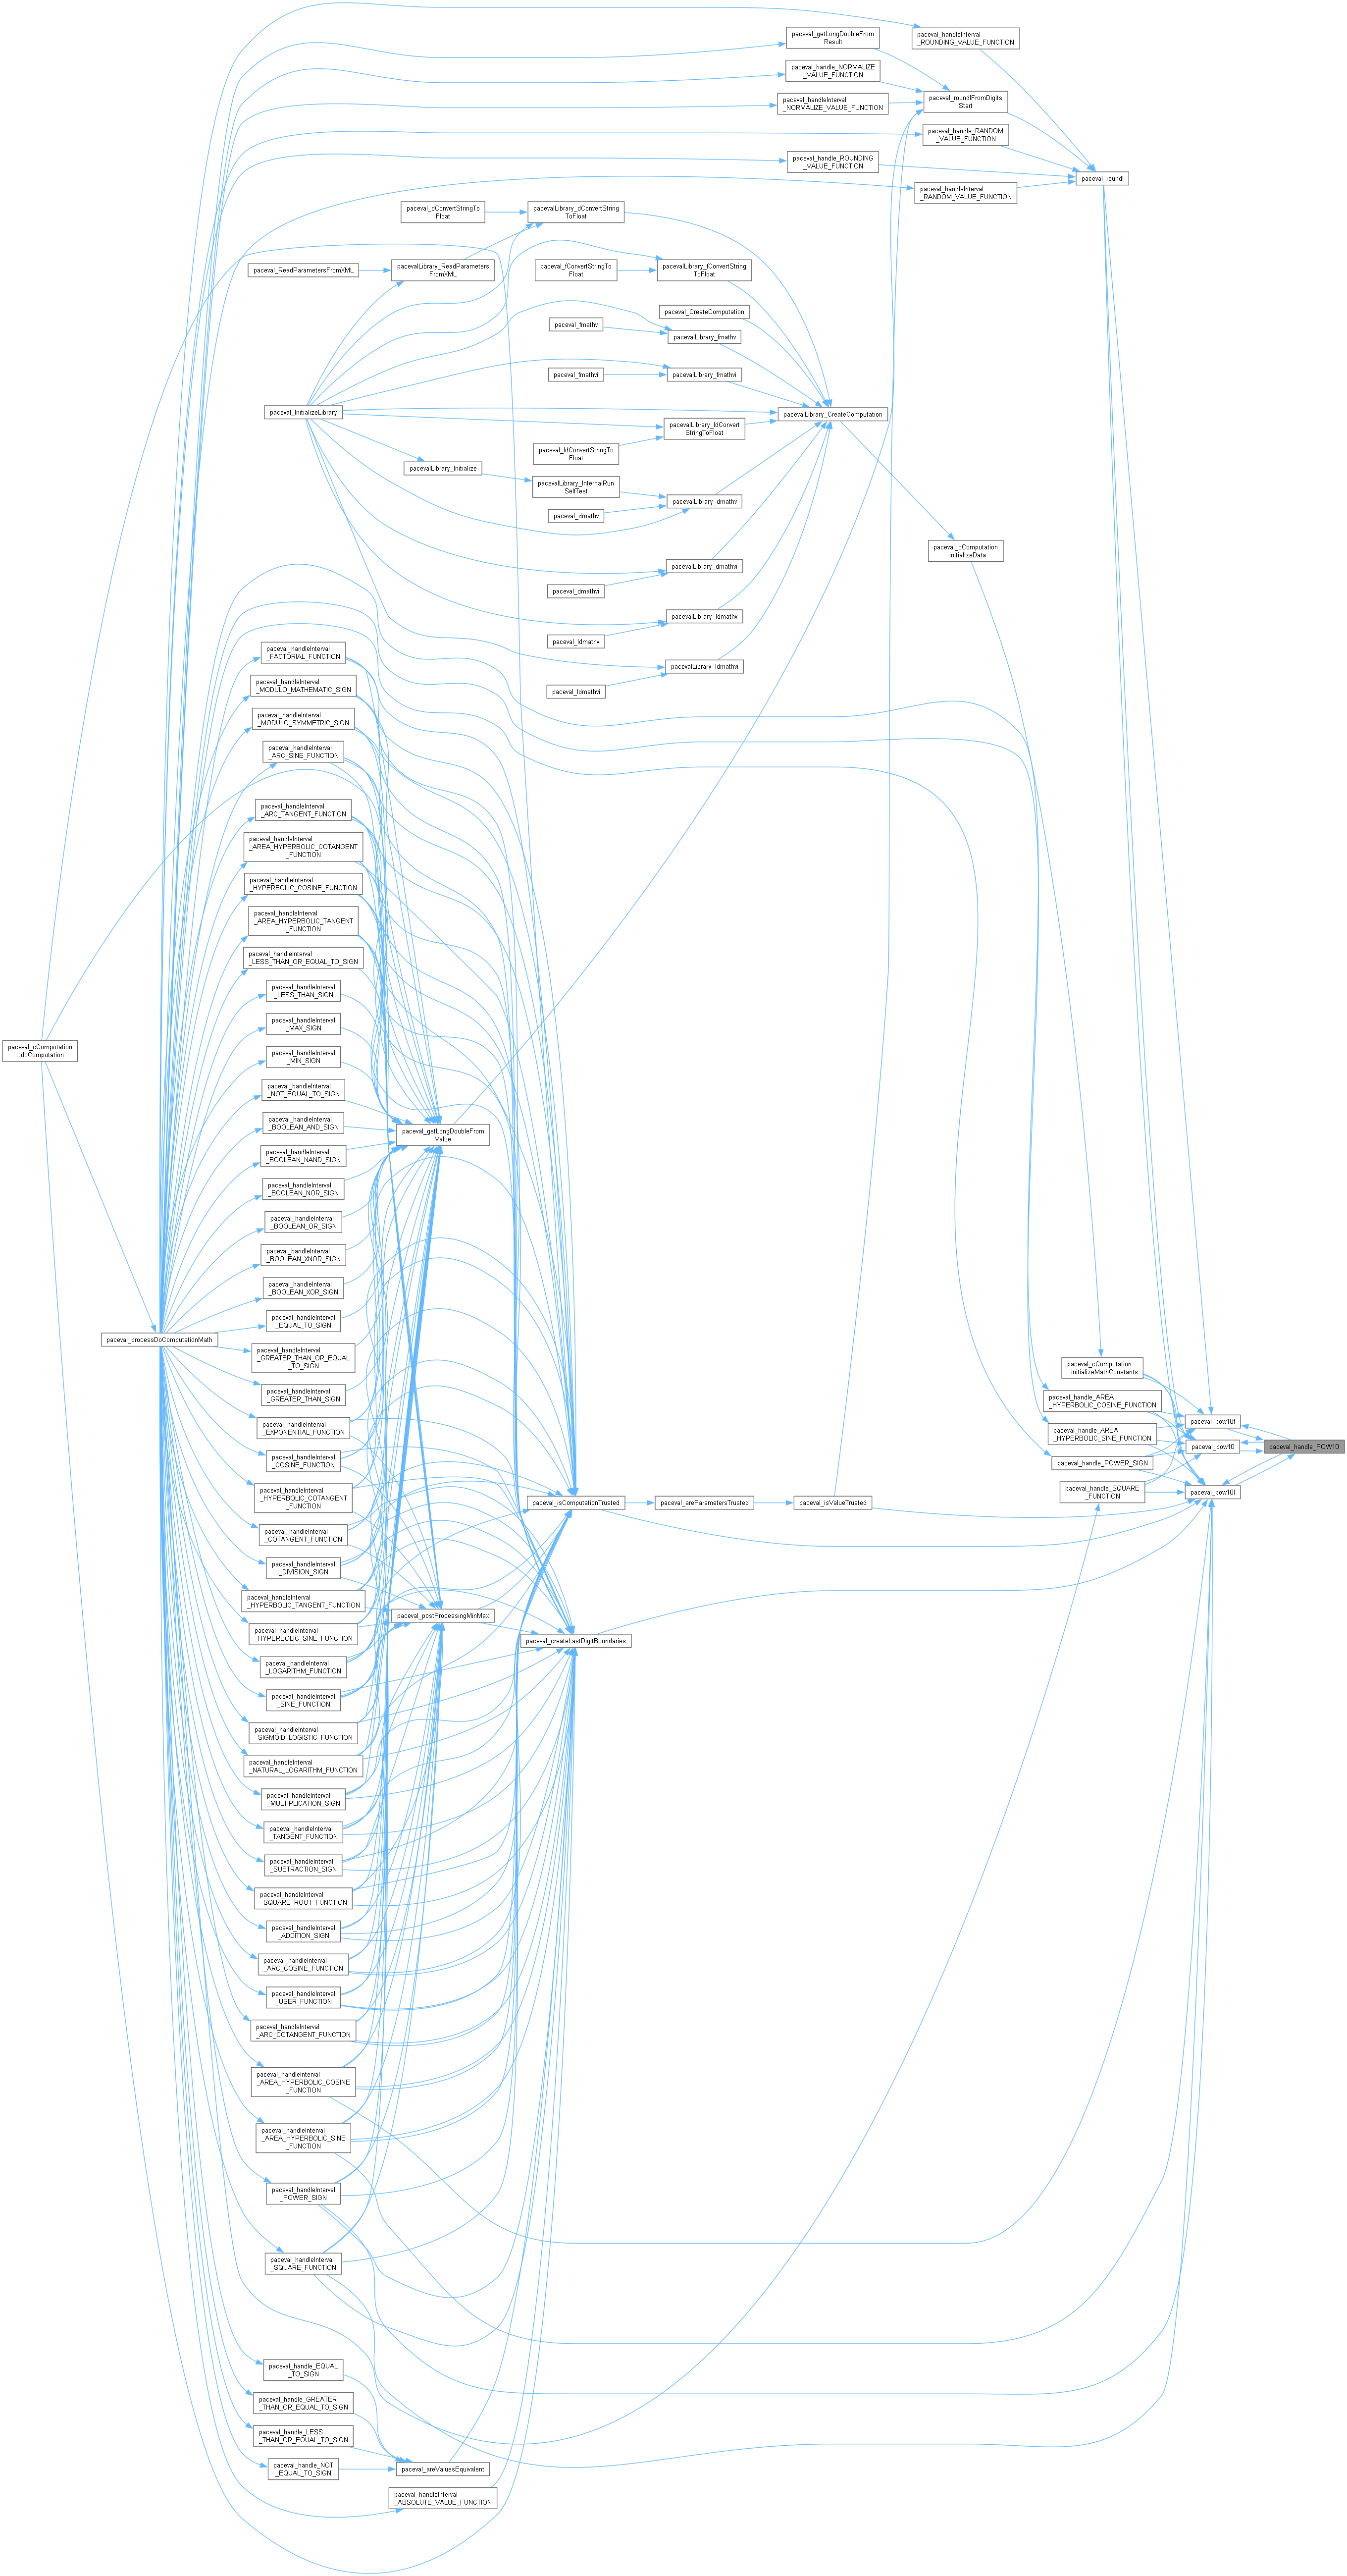 paceval_handleInterval
_ROUNDING_VALUE_FUNCTION
paceval_getLongDoubleFrom
Result
paceval_handle_NORMALIZE
_VALUE_FUNCTION
paceval_handleInterval
_NORMALIZE_VALUE_FUNCTION
paceval_roundlFromDigits
Start
paceval_handle_RANDOM
_VALUE_FUNCTION
paceval_handle_ROUNDING
_VALUE_FUNCTION
paceval_roundl
paceval_handleInterval
_RANDOM_VALUE_FUNCTION
paceval_dConvertStringTo
Float
pacevalLibrary_dConvertString
ToFloat
paceval_ReadParametersFromXML
pacevalLibrary_ReadParameters
FromXML
paceval_fConvertStringTo
Float
pacevalLibrary_fConvertString
ToFloat
paceval_CreateComputation
paceval_fmathv
pacevalLibrary_fmathv
paceval_fmathvi
pacevalLibrary_fmathvi
paceval_InitializeLibrary
pacevalLibrary_CreateComputation
pacevalLibrary_ldConvert
StringToFloat
paceval_ldConvertStringTo
Float
pacevalLibrary_Initialize
pacevalLibrary_InternalRun
SelfTest
pacevalLibrary_dmathv
paceval_dmathv
paceval_cComputation
::initializeData
pacevalLibrary_dmathvi
paceval_dmathvi
pacevalLibrary_ldmathv
paceval_ldmathv
pacevalLibrary_ldmathvi
paceval_ldmathvi
paceval_handleInterval
_FACTORIAL_FUNCTION
paceval_handleInterval
_MODULO_MATHEMATIC_SIGN
paceval_handleInterval
_MODULO_SYMMETRIC_SIGN
paceval_handleInterval
_ARC_SINE_FUNCTION
paceval_handleInterval
_ARC_TANGENT_FUNCTION
paceval_handleInterval
_AREA_HYPERBOLIC_COTANGENT
_FUNCTION
paceval_handleInterval
_HYPERBOLIC_COSINE_FUNCTION
paceval_handleInterval
_AREA_HYPERBOLIC_TANGENT
_FUNCTION
paceval_handleInterval
_LESS_THAN_OR_EQUAL_TO_SIGN
paceval_handleInterval
_LESS_THAN_SIGN
paceval_handleInterval
_MAX_SIGN
paceval_cComputation
::doComputation
paceval_handleInterval
_MIN_SIGN
paceval_handleInterval
_NOT_EQUAL_TO_SIGN
paceval_handleInterval
_BOOLEAN_AND_SIGN
paceval_getLongDoubleFrom
Value
paceval_handleInterval
_BOOLEAN_NAND_SIGN
paceval_handleInterval
_BOOLEAN_NOR_SIGN
paceval_handleInterval
_BOOLEAN_OR_SIGN
paceval_handleInterval
_BOOLEAN_XNOR_SIGN
paceval_handleInterval
_BOOLEAN_XOR_SIGN
paceval_handleInterval
_EQUAL_TO_SIGN
paceval_processDoComputationMath
paceval_handleInterval
_GREATER_THAN_OR_EQUAL
_TO_SIGN
paceval_cComputation
::initializeMathConstants
paceval_handleInterval
_GREATER_THAN_SIGN
paceval_handle_AREA
_HYPERBOLIC_COSINE_FUNCTION
paceval_handleInterval
_EXPONENTIAL_FUNCTION
paceval_pow10f
paceval_handle_AREA
_HYPERBOLIC_SINE_FUNCTION
paceval_pow10
paceval_handle_POW10
paceval_handleInterval
_COSINE_FUNCTION
paceval_handle_POWER_SIGN
paceval_handle_SQUARE
_FUNCTION
paceval_pow10l
paceval_handleInterval
_HYPERBOLIC_COTANGENT
_FUNCTION
paceval_isComputationTrusted
paceval_areParametersTrusted
paceval_isValueTrusted
paceval_handleInterval
_COTANGENT_FUNCTION
paceval_handleInterval
_DIVISION_SIGN
paceval_handleInterval
_HYPERBOLIC_TANGENT_FUNCTION
paceval_postProcessingMinMax
paceval_handleInterval
_HYPERBOLIC_SINE_FUNCTION
paceval_createLastDigitBoundaries
paceval_handleInterval
_LOGARITHM_FUNCTION
paceval_handleInterval
_SINE_FUNCTION
paceval_handleInterval
_SIGMOID_LOGISTIC_FUNCTION
paceval_handleInterval
_NATURAL_LOGARITHM_FUNCTION
paceval_handleInterval
_MULTIPLICATION_SIGN
paceval_handleInterval
_TANGENT_FUNCTION
paceval_handleInterval
_SUBTRACTION_SIGN
paceval_handleInterval
_SQUARE_ROOT_FUNCTION
paceval_handleInterval
_ADDITION_SIGN
paceval_handleInterval
_ARC_COSINE_FUNCTION
paceval_handleInterval
_USER_FUNCTION
paceval_handleInterval
_ARC_COTANGENT_FUNCTION
paceval_handleInterval
_AREA_HYPERBOLIC_COSINE
_FUNCTION
paceval_handleInterval
_AREA_HYPERBOLIC_SINE
_FUNCTION
paceval_handleInterval
_POWER_SIGN
paceval_handleInterval
_SQUARE_FUNCTION
paceval_handle_EQUAL
_TO_SIGN
paceval_handle_GREATER
_THAN_OR_EQUAL_TO_SIGN
paceval_handle_LESS
_THAN_OR_EQUAL_TO_SIGN
paceval_handle_NOT
_EQUAL_TO_SIGN
paceval_areValuesEquivalent
paceval_handleInterval
_ABSOLUTE_VALUE_FUNCTION